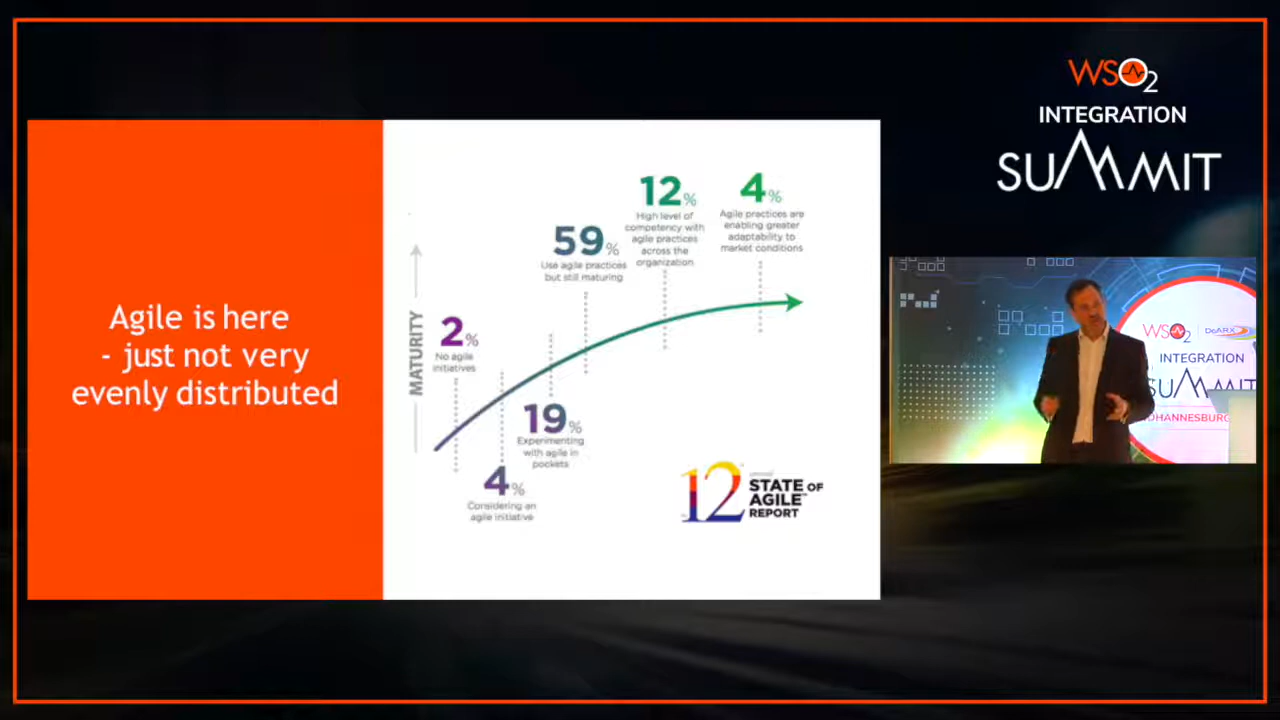 WSO2
INTEGRATION
SUMMIT
Agile is here
- just not very
evenly distributed
MATURITY
2%
No agile
initiatives
4%
Considering an
agile initiative
19%
Experimenting
with agile in
pockets
59%
Use agile practices
but still maturing
12%
High level of
competency with
agile practices
across the
organization
4%
Agile practices are
enabling greater
adaptability to
market conditions
12
STATE OF
AGILE™
REPORT
WSO2
INTEGRATION
SUMMIT
OHANNESBURG